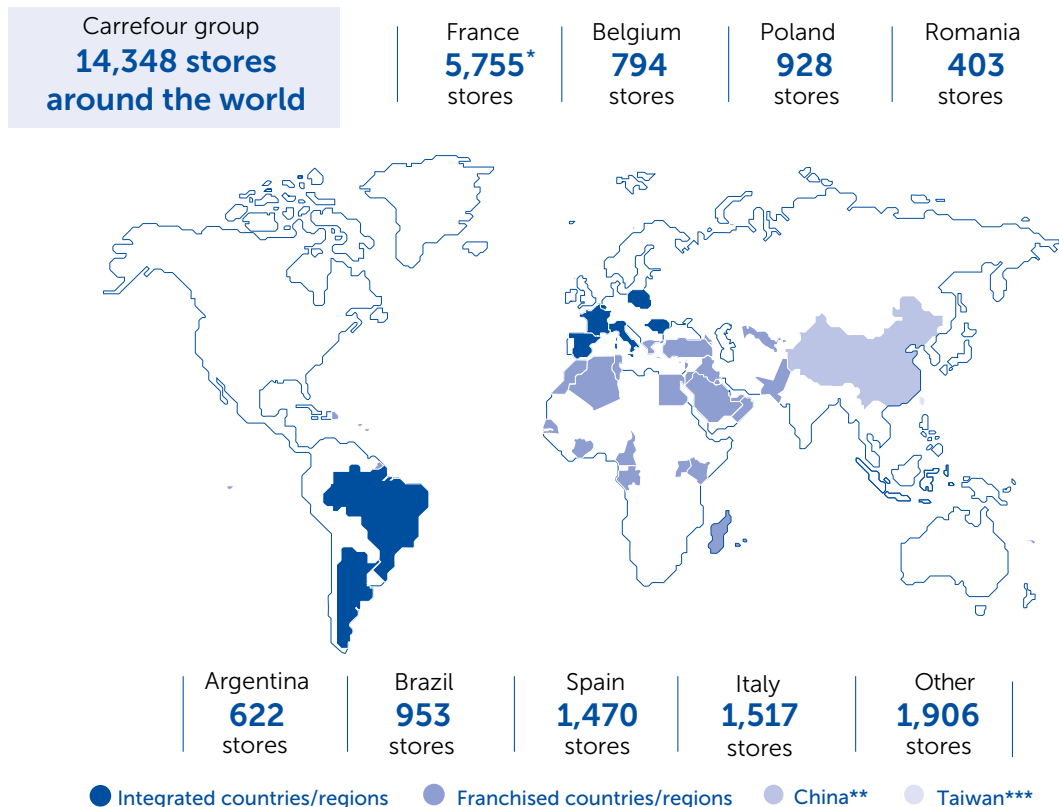 Carrefour group
14,348 stores
around the world
France
5,755*
stores
Belgium
794
stores
Poland
928
stores
Romania
403
stores
Argentina
622
stores
Brazil
953
stores
Spain
1,470
stores
Italy
1,517
stores
Other
1,906
stores
Integrated countries/regions
Franchised countries/regions
China**
Taiwan***